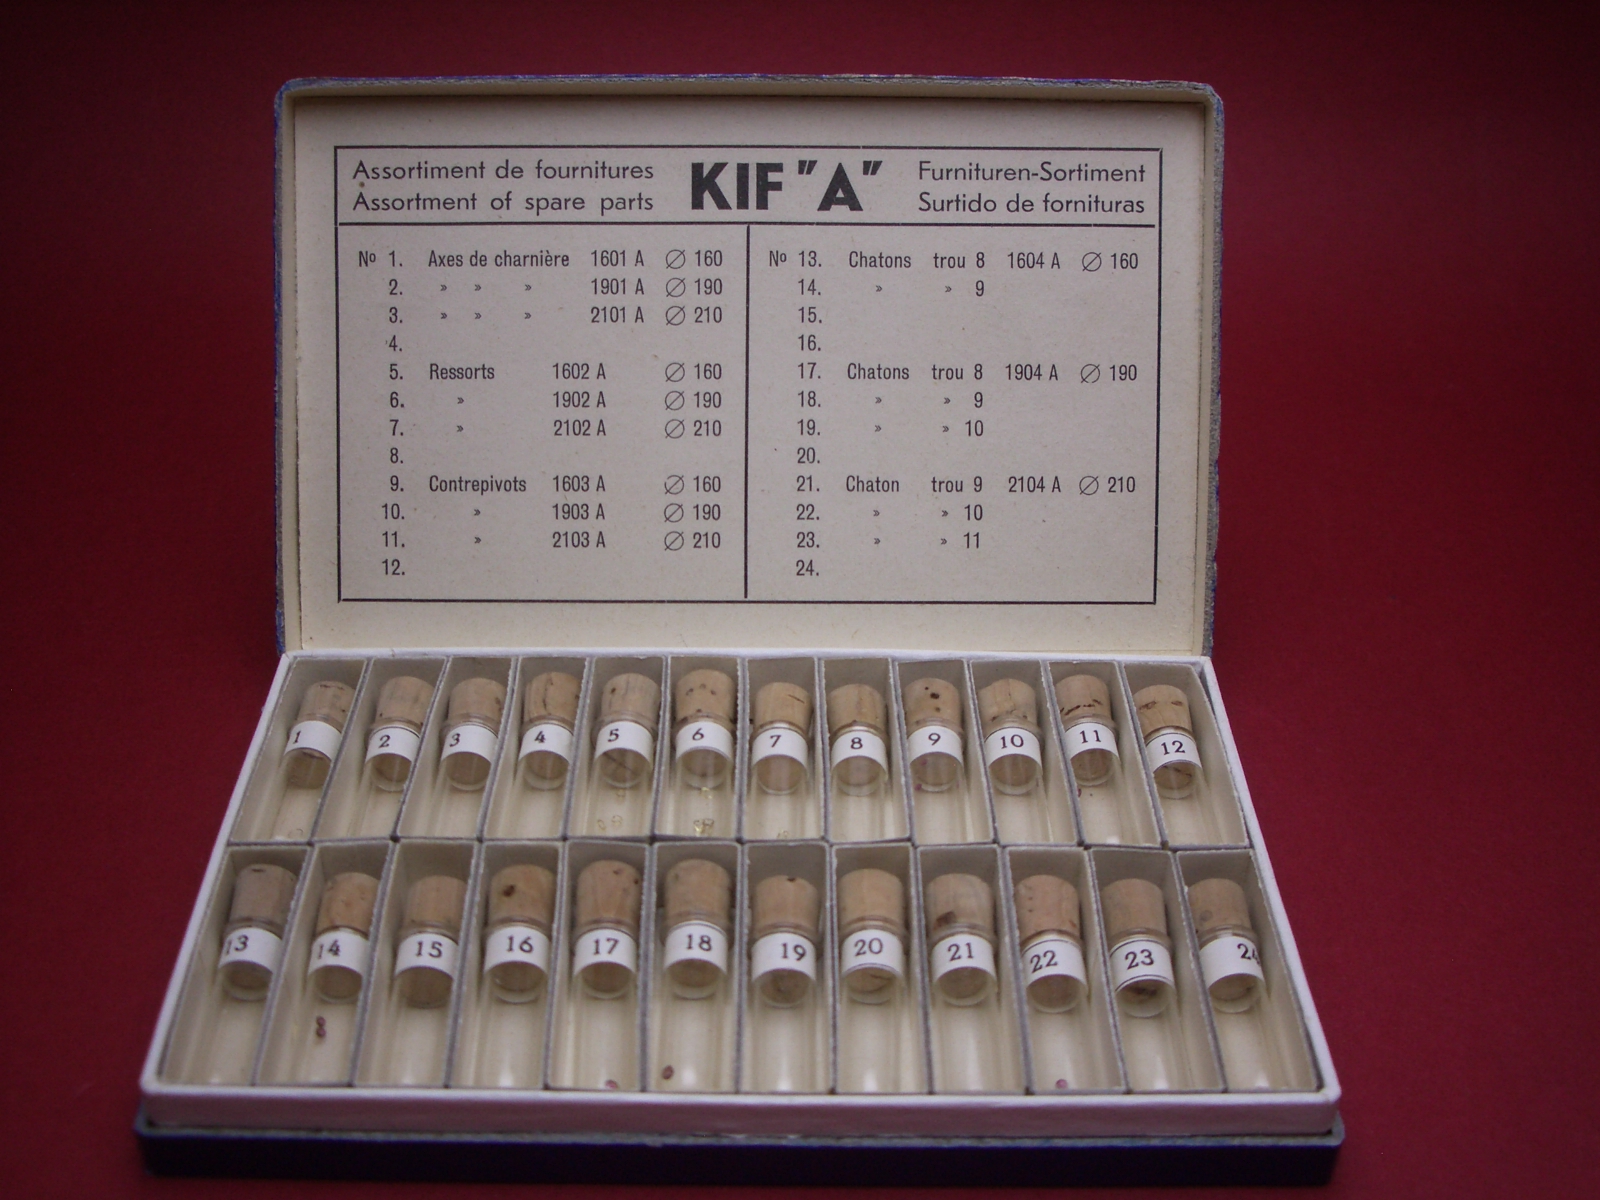 Assortiment de fournitures
Assortment of spare parts
KIF "A"
Furnituren-Sortiment
Surtido de fornituras
Nº 1. Axes de charnière 1601 A ∅ 160
2. » » » 1901 A ∅ 190
3. » » » 2101 A ∅ 210
4.
5. Ressorts 1602 A ∅ 160
6. » 1902 A ∅ 190
7. » 2102 A ∅ 210
8.
9. Contrepivots 1603 A ∅ 160
10. » 1903 A ∅ 190
11. » 2103 A ∅ 210
12.
Nº 13. Chatons trou 8 1604 A ∅ 160
14. » » 9
15.
16.
17. Chatons trou 8 1904 A ∅ 190
18. » » 9
19. » » 10
20.
21. Chaton trou 9 2104 A ∅ 210
22. » » 10
23. » » 11
24.
1 2 3 4 5 6 7 8 9 10 11 12
13 14 15 16 17 18 19 20 21 22 23 24